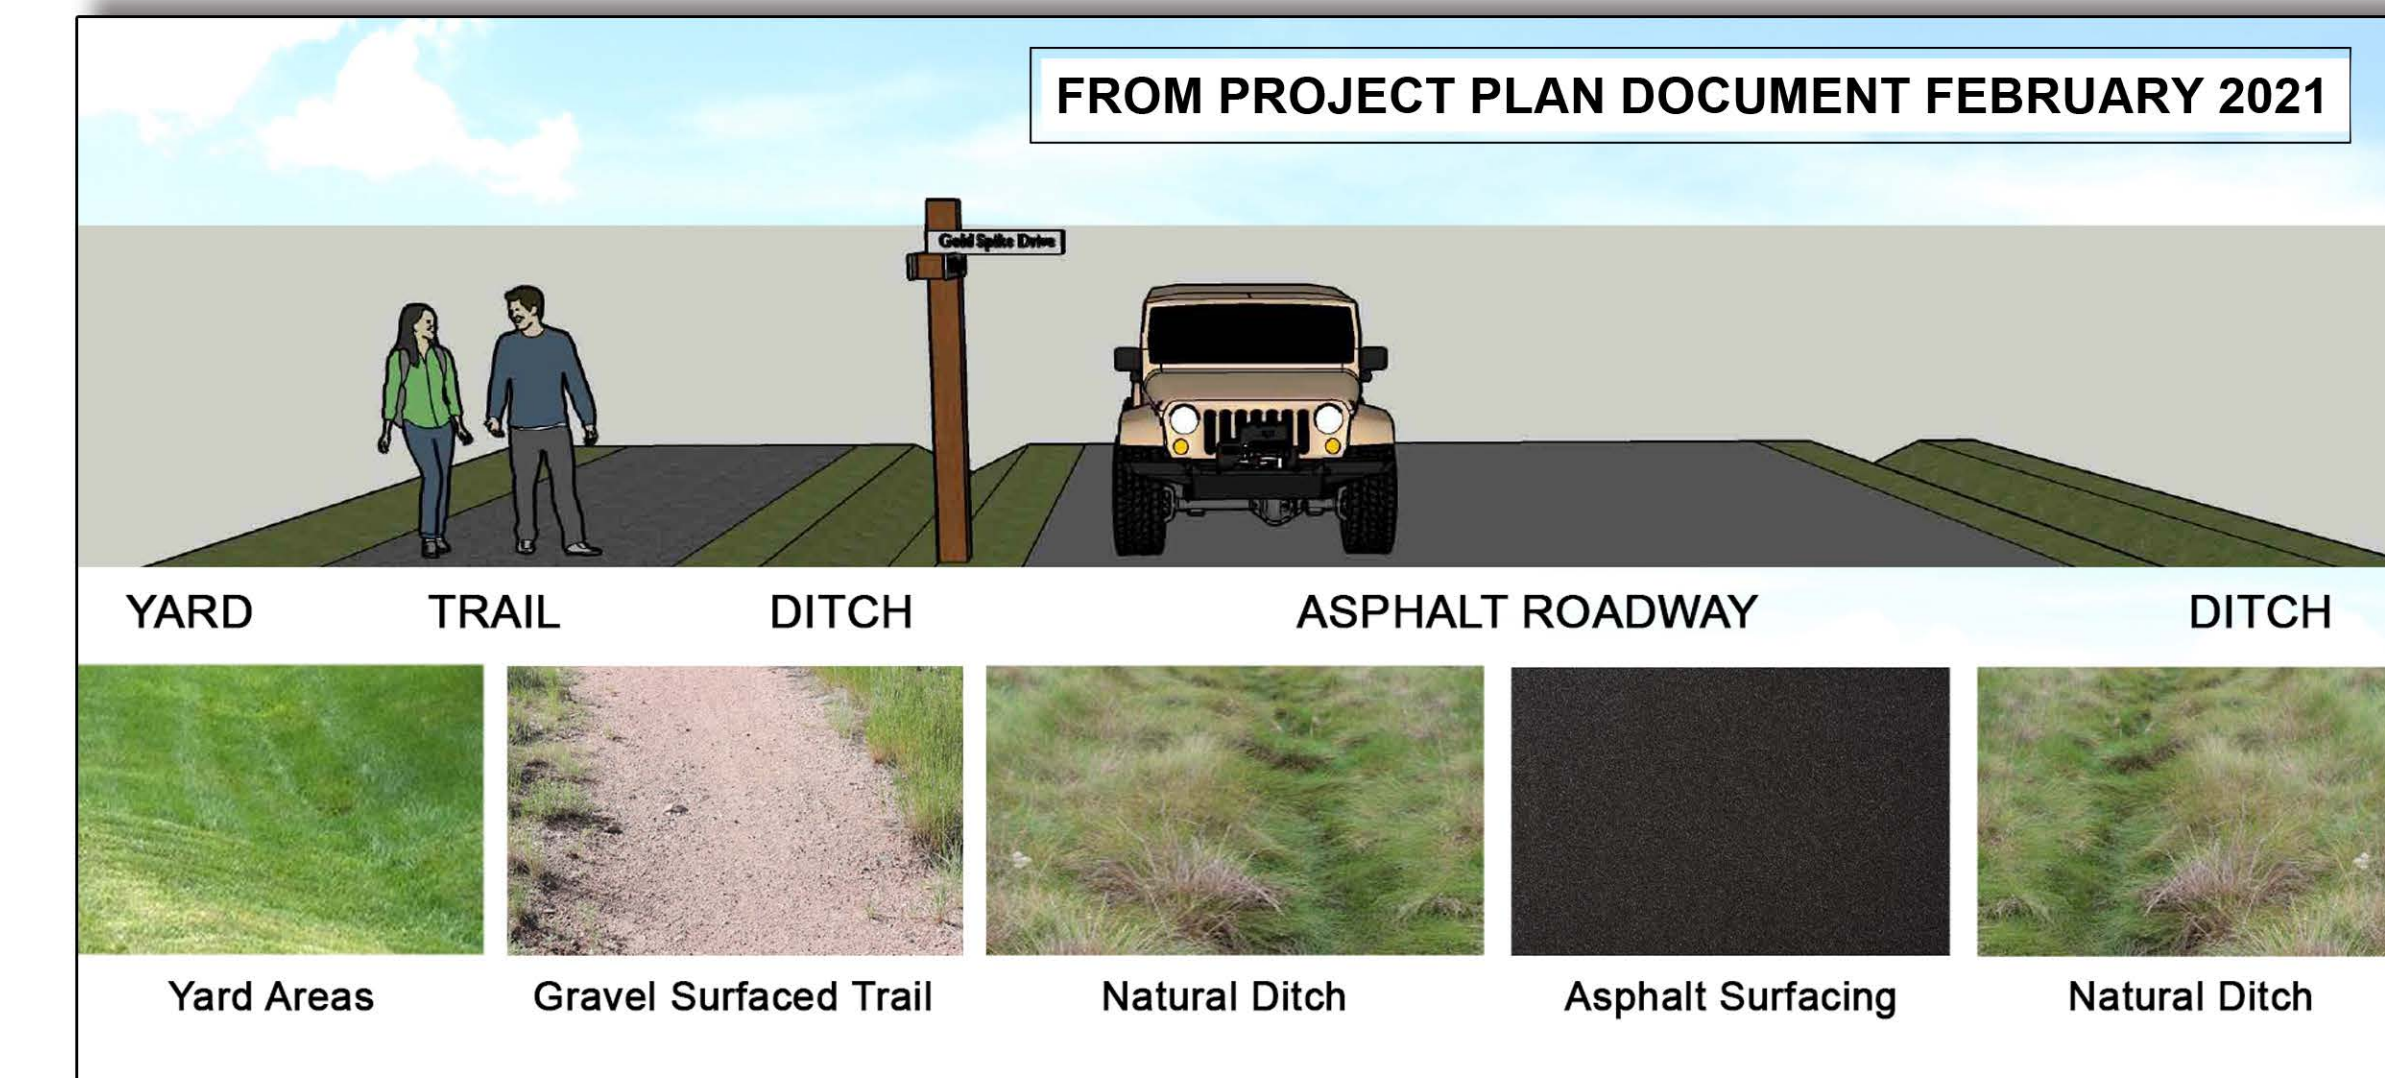 FROM PROJECT PLAN DOCUMENT FEBRUARY 2021
Gold Spike Drive
YARD TRAIL DITCH ASPHALT ROADWAY DITCH
Yard Areas Gravel Surfaced Trail Natural Ditch Asphalt Surfacing Natural Ditch